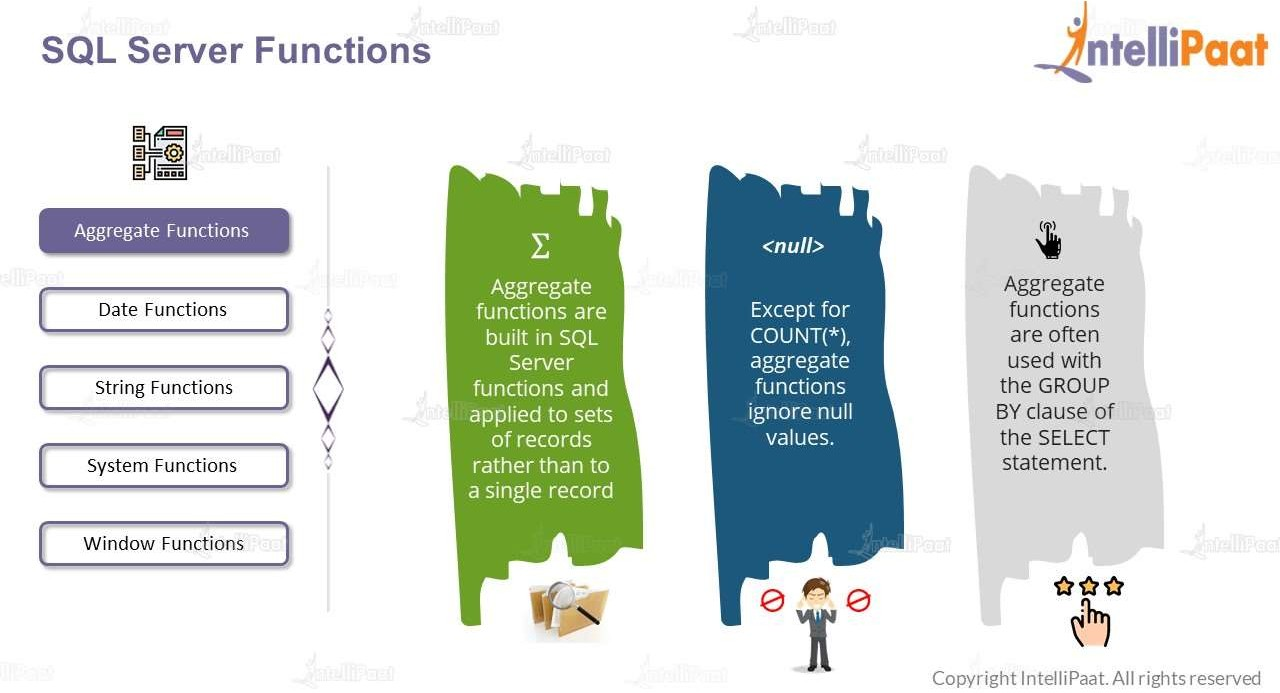 SQL Server Functions
IntelliPaat
Aggregate Functions
Date Functions
String Functions
System Functions
Window Functions
Σ
Aggregate
functions are
built in SQL
Server
functions and
applied to sets
of records
rather than to
a single record
<null>
Except for
COUNT(*),
aggregate
functions
ignore null
values.
Aggregate
functions
are often
used with
the GROUP
BY clause of
the SELECT
statement.
Copyright IntelliPaat. All rights reserved